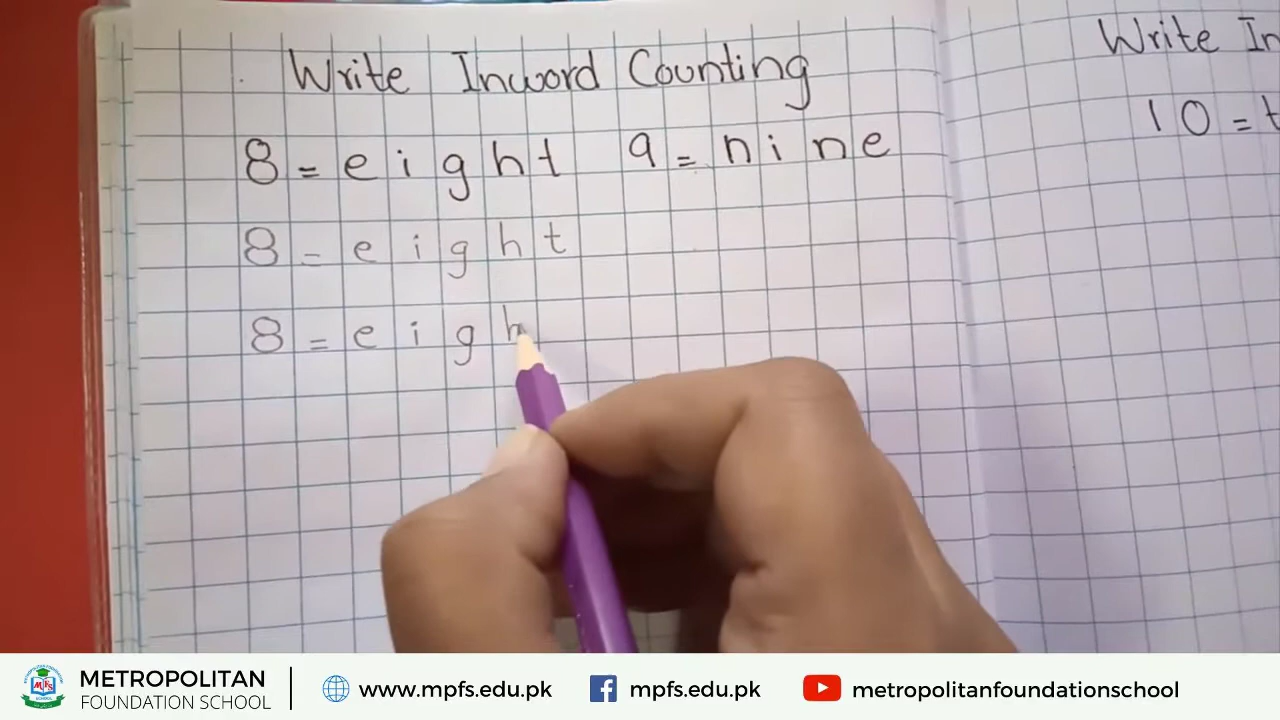 Write Inword Counting
8 = eight 9 = nine
8 = eight
8 = eigh
Write In
10 = t
METROPOLITAN
FOUNDATION SCHOOL
www.mpfs.edu.pk
mpfs.edu.pk
metropolitanfoundationschool